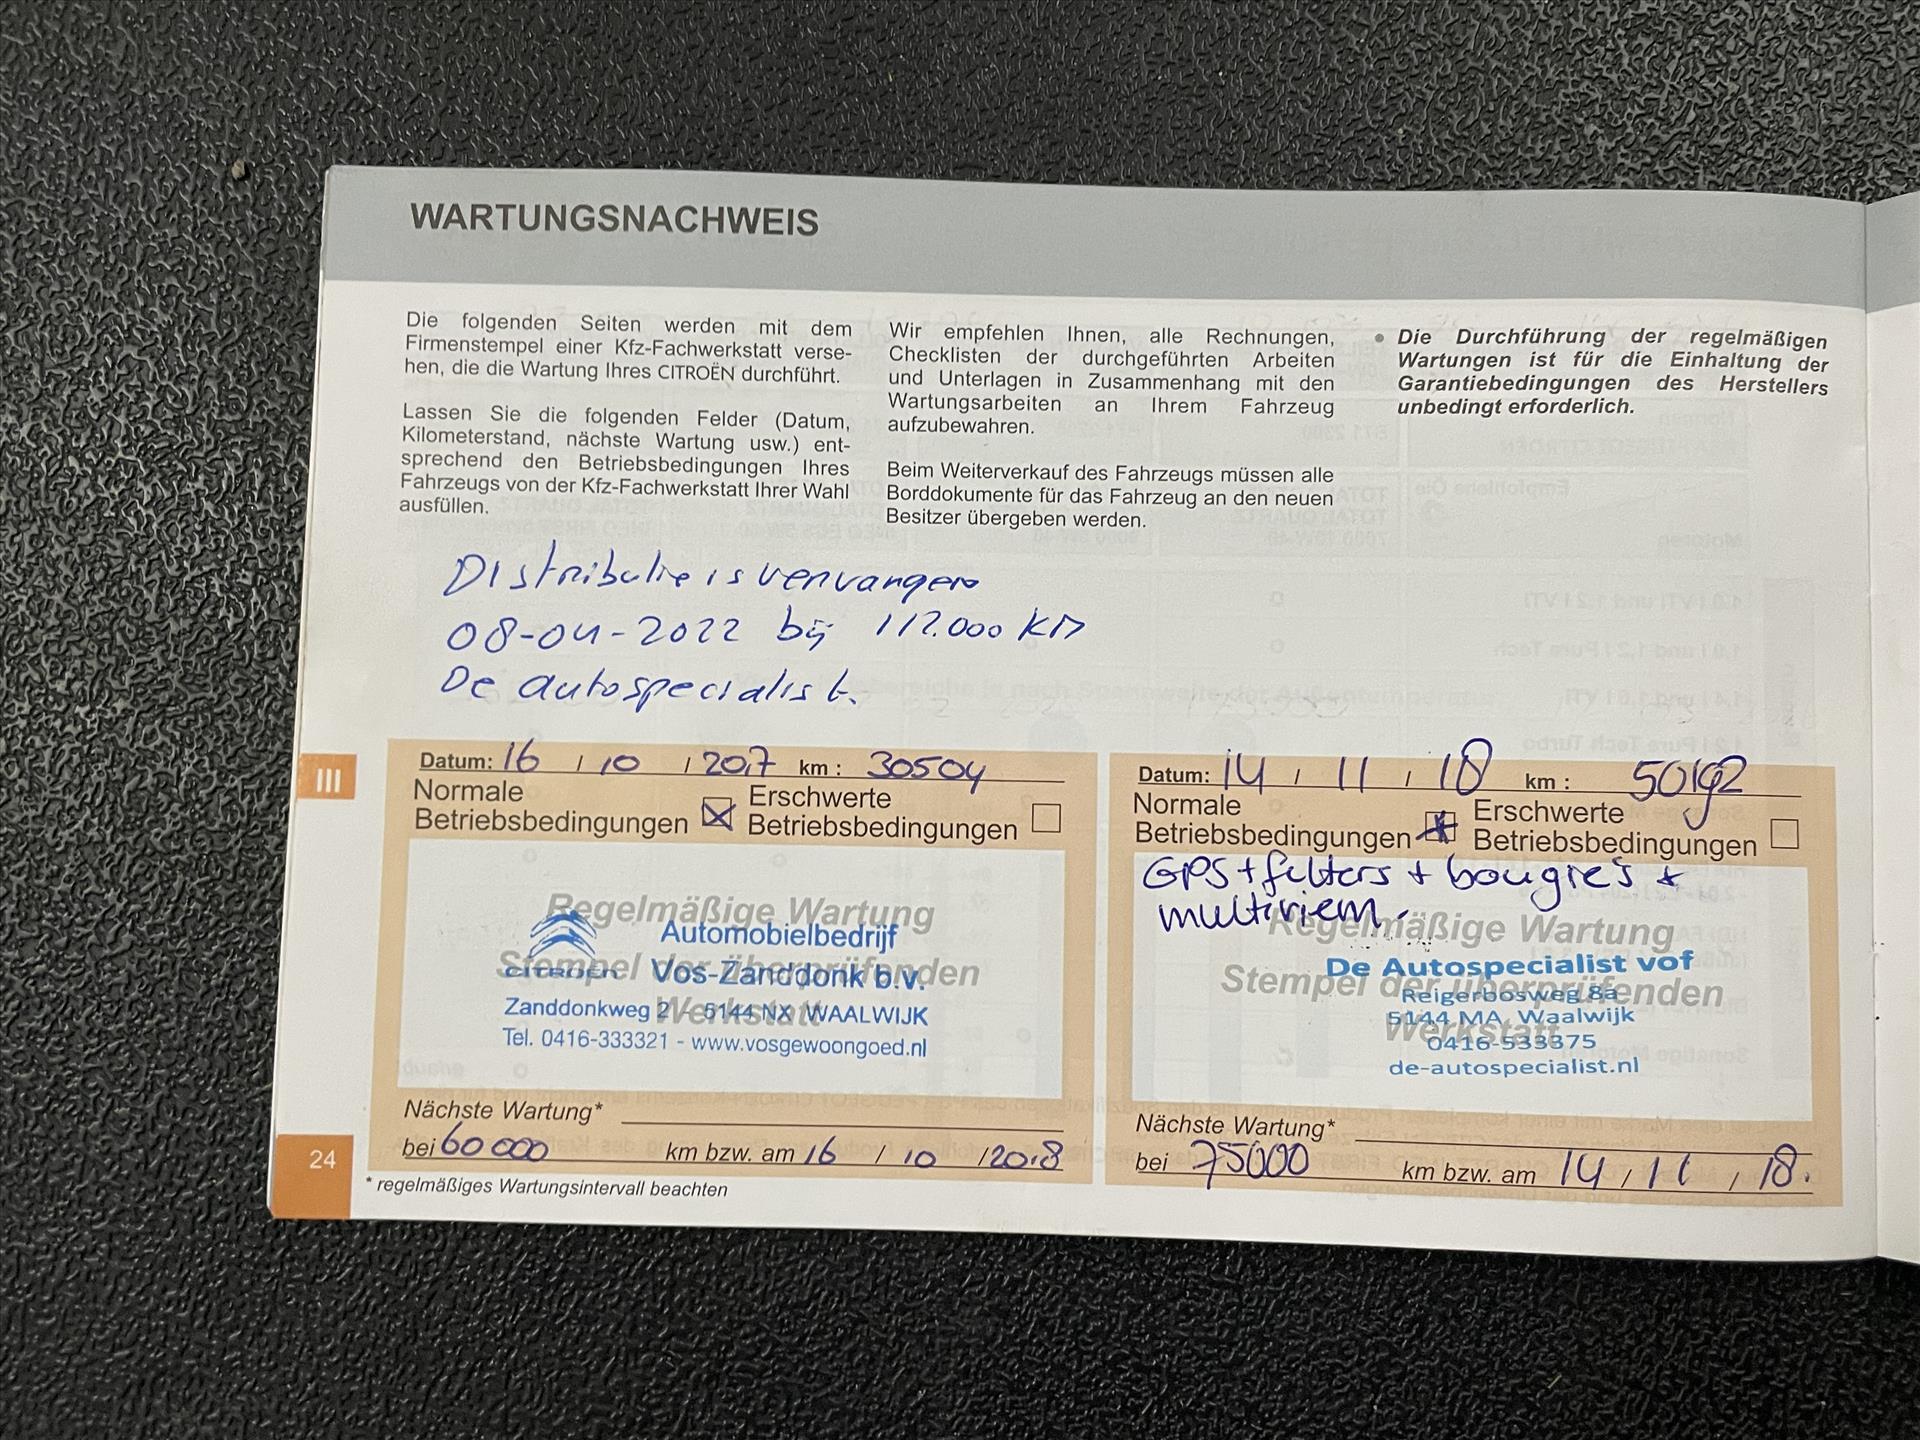 WARTUNGSNACHWEIS
Die folgenden Seiten werden mit dem
Firmenstempel einer Kfz-Fachwerkstatt verse-
hen, die die Wartung Ihres CITROËN durchführt.
Lassen Sie die folgenden Felder (Datum,
Kilometerstand, nächste Wartung usw.) ent-
sprechend den Betriebsbedingungen Ihres
Fahrzeugs von der Kfz-Fachwerkstatt Ihrer Wahl
ausfüllen.
Wir empfehlen Ihnen, alle Rechnungen,
Checklisten der durchgeführten Arbeiten
und Unterlagen in Zusammenhang mit den
Wartungsarbeiten an Ihrem Fahrzeug
aufzubewahren.
Beim Weiterverkauf des Fahrzeugs müssen alle
Borddokumente für das Fahrzeug an den neuen
Besitzer übergeben werden.
• Die Durchführung der regelmäßigen
Wartungen ist für die Einhaltung der
Garantiebedingungen des Herstellers
unbedingt erforderlich.
Distributie is vervangen
08-04-2022 bij 112.000 KM
De autospecialist.
III
Datum: 16 / 10 / 2017 km : 30504
Normale
Betriebsbedingungen
Erschwerte
Betriebsbedingungen
Regelmäßige Wartung
Stempel der überprüfenden
Werkstatt
CITROËN
Automobielbedrijf
Vos-Zanddonk b.v.
Zanddonkweg 2 - 5144 NX WAALWIJK
Tel. 0416-333321 - www.vosgewoongoed.nl
Nächste Wartung*
bei 60 000 km bzw. am 16 / 10 / 2018
* regelmäßiges Wartungsintervall beachten
Datum: 14 / 11 / 18 km :
Normale
Betriebsbedingungen
Erschwerte
Betriebsbedingungen
GPS + filters + bougie's +
multiriem.
Regelmäßige Wartung
Stempel der überprüfenden
Werkstatt
De Autospecialist vof
Reigerbosweg 8a
5144 MA Waalwijk
0416-533375
de-autospecialist.nl
Nächste Wartung*
bei 75000 km bzw. am 14 / 11 / 18.
24